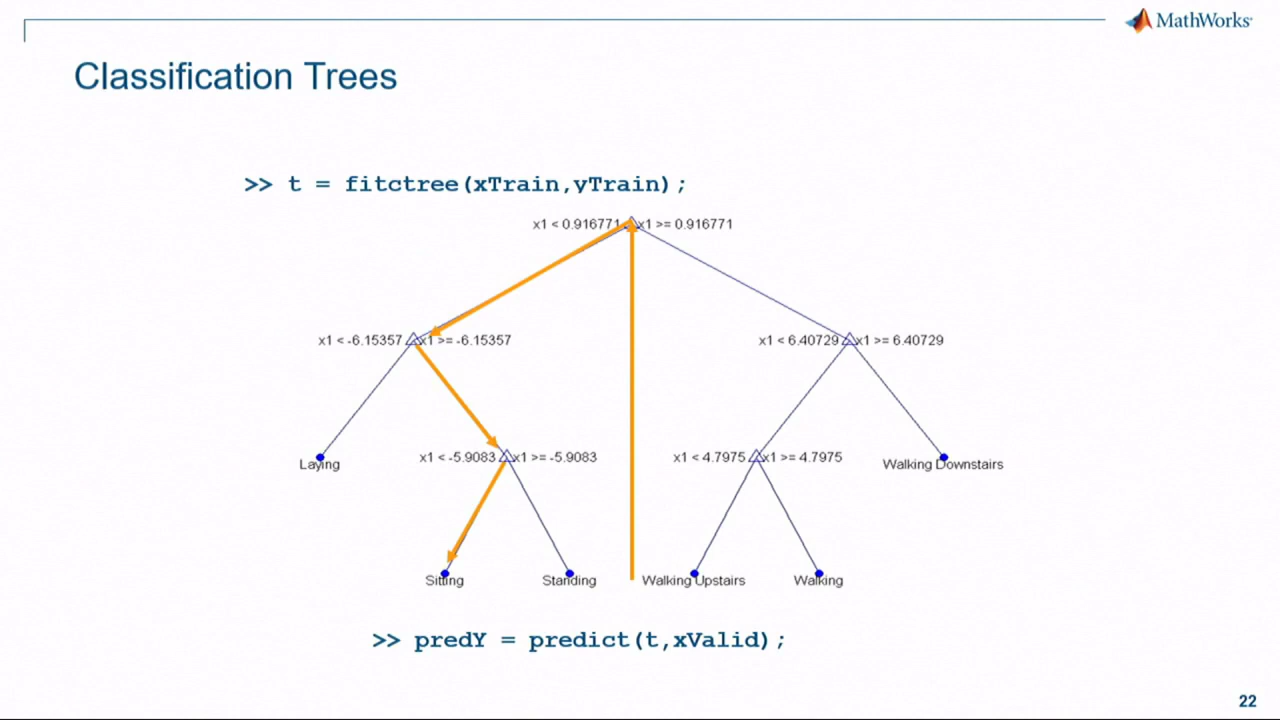 MathWorks
Classification Trees
>> t = fitctree(xTrain,yTrain);
x1 < 0.916771 x1 >= 0.916771
x1 < -6.15357 x1 >= -6.15357 x1 < 6.40729 x1 >= 6.40729
Laying x1 < -5.9083 x1 >= -5.9083 x1 < 4.7975 x1 >= 4.7975 Walking Downstairs
Sitting Standing Walking Upstairs Walking
>> predY = predict(t,xValid);
22